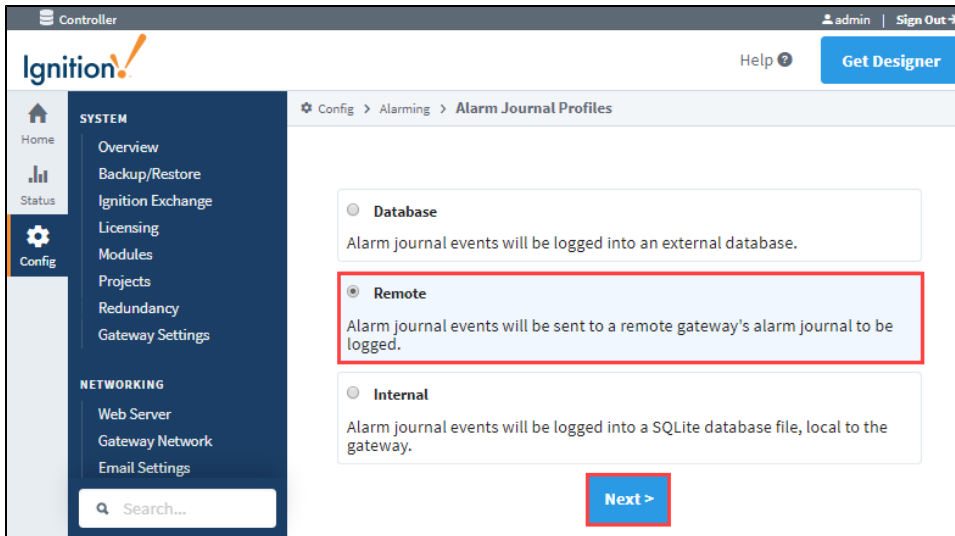 Controller
admin | Sign Out
Ignition!
Help
Get Designer
Home
Status
Config
SYSTEM
Overview
Backup/Restore
Ignition Exchange
Licensing
Modules
Projects
Redundancy
Gateway Settings
NETWORKING
Web Server
Gateway Network
Email Settings
Search...
Config > Alarming > Alarm Journal Profiles
Database
Alarm journal events will be logged into an external database.
Remote
Alarm journal events will be sent to a remote gateway's alarm journal to be
logged.
Internal
Alarm journal events will be logged into a SQLite database file, local to the
gateway.
Next >